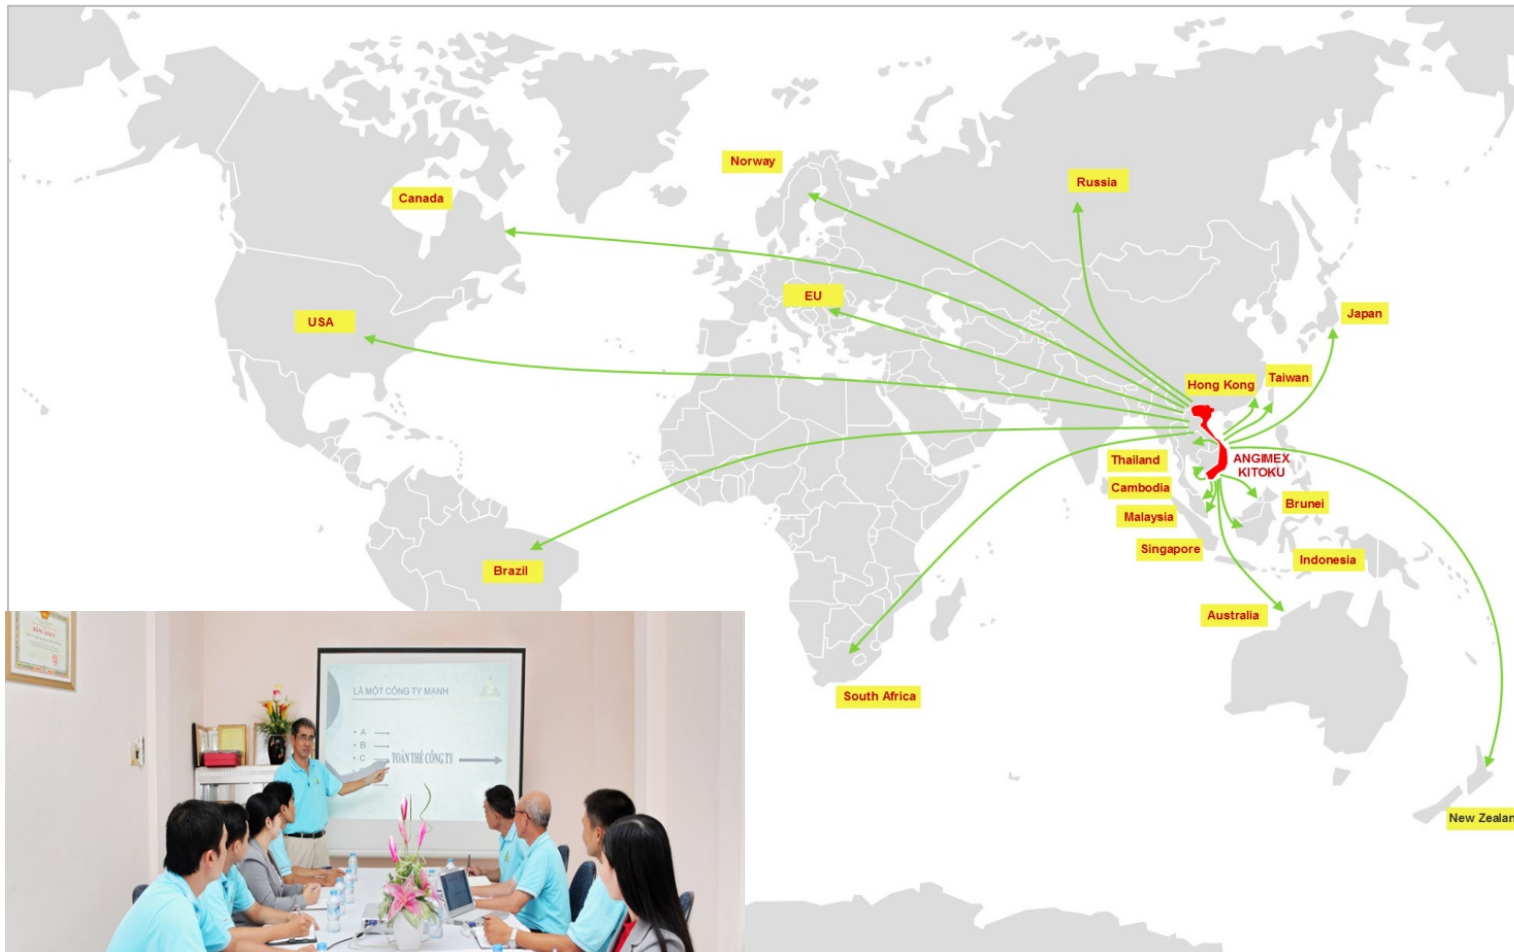 Norway
Russia
Canada
EU
USA
Japan
Hong Kong
Taiwan
Thailand
ANGIMEX
KITOKU
Cambodia
Brunei
Malaysia
Singapore
Indonesia
Brazil
Australia
South Africa
New Zealan
LÀ MỘT CÔNG TY MẠNH
• A
• B
• C
TOÀN THỂ CÔNG TY